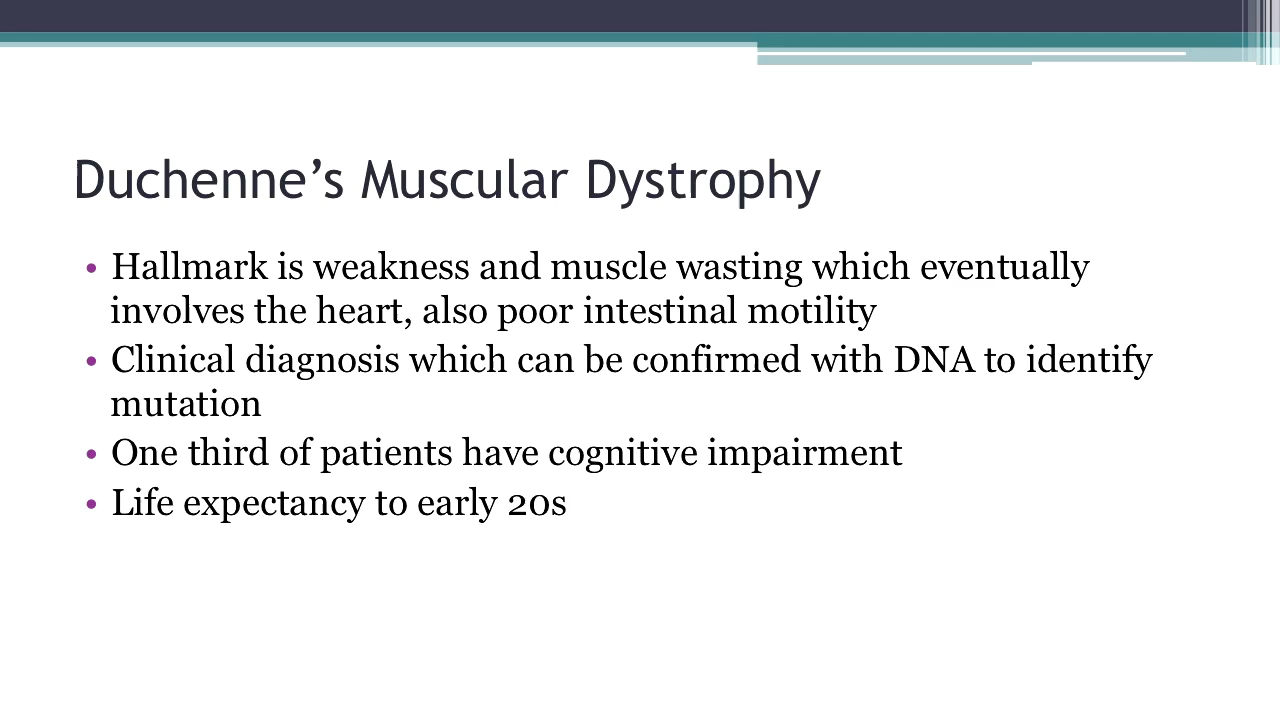 Duchenne’s Muscular Dystrophy
• Hallmark is weakness and muscle wasting which eventually
involves the heart, also poor intestinal motility
• Clinical diagnosis which can be confirmed with DNA to identify
mutation
• One third of patients have cognitive impairment
• Life expectancy to early 20s